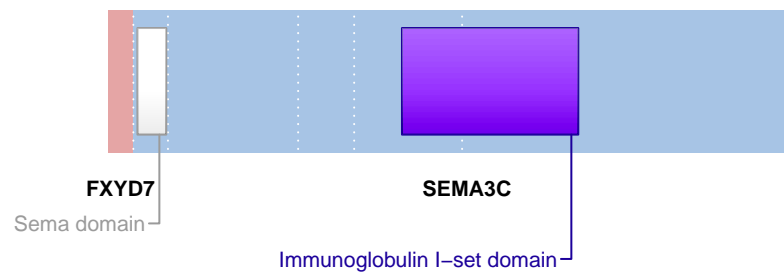 FXYD7 SEMA3C
Sema domain
Immunoglobulin I−set domain